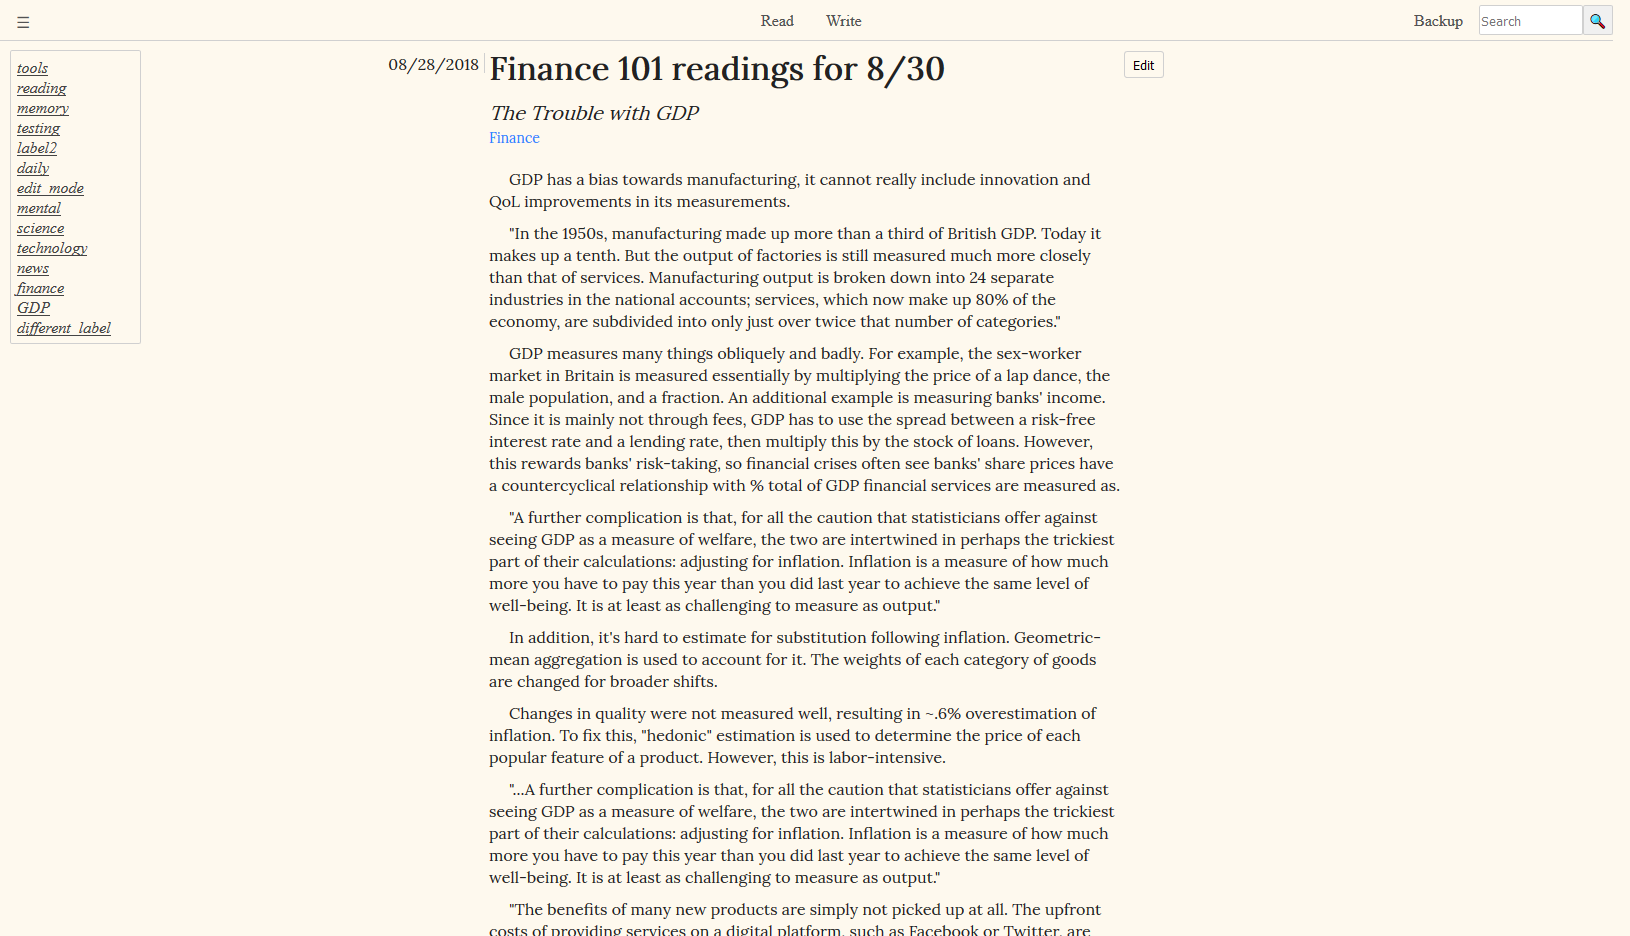 ☰ Read Write Backup Search
tools
reading
memory
testing
label2
daily
edit_mode
mental
science
technology
news
finance
GDP
different_label
08/28/2018 Finance 101 readings for 8/30 Edit
The Trouble with GDP
Finance
GDP has a bias towards manufacturing, it cannot really include innovation and
QoL improvements in its measurements.
"In the 1950s, manufacturing made up more than a third of British GDP. Today it
makes up a tenth. But the output of factories is still measured much more closely
than that of services. Manufacturing output is broken down into 24 separate
industries in the national accounts; services, which now make up 80% of the
economy, are subdivided into only just over twice that number of categories."
GDP measures many things obliquely and badly. For example, the sex-worker
market in Britain is measured essentially by multiplying the price of a lap dance, the
male population, and a fraction. An additional example is measuring banks' income.
Since it is mainly not through fees, GDP has to use the spread between a risk-free
interest rate and a lending rate, then multiply this by the stock of loans. However,
this rewards banks' risk-taking, so financial crises often see banks' share prices have
a countercyclical relationship with % total of GDP financial services are measured as.
"A further complication is that, for all the caution that statisticians offer against
seeing GDP as a measure of welfare, the two are intertwined in perhaps the trickiest
part of their calculations: adjusting for inflation. Inflation is a measure of how much
more you have to pay this year than you did last year to achieve the same level of
well-being. It is at least as challenging to measure as output."
In addition, it's hard to estimate for substitution following inflation. Geometric-
mean aggregation is used to account for it. The weights of each category of goods
are changed for broader shifts.
Changes in quality were not measured well, resulting in ~.6% overestimation of
inflation. To fix this, "hedonic" estimation is used to determine the price of each
popular feature of a product. However, this is labor-intensive.
"...A further complication is that, for all the caution that statisticians offer against
seeing GDP as a measure of welfare, the two are intertwined in perhaps the trickiest
part of their calculations: adjusting for inflation. Inflation is a measure of how much
more you have to pay this year than you did last year to achieve the same level of
well-being. It is at least as challenging to measure as output."
"The benefits of many new products are simply not picked up at all. The upfront
costs of providing services on a digital platform, such as Facebook or Twitter, are